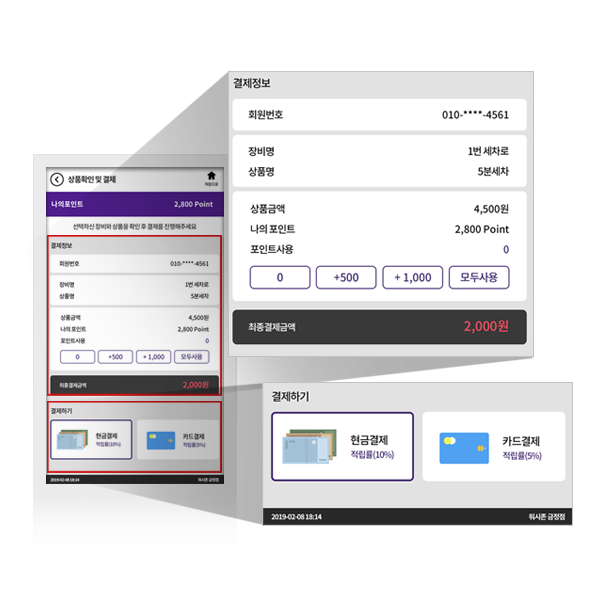 상품확인 및 결제
처음으로
나의포인트 2,800 Point
선택하신 장비와 상품을 확인 후 결제를 진행해주세요
결제정보
회원번호 010-****-4561
장비명 1번 세차로
상품명 5분세차
상품금액 4,500원
나의 포인트 2,800 Point
포인트사용 0
0 +500 + 1,000 모두사용
최종결제금액 2,000원
결제하기
현금결제
적립률(10%)
카드결제
적립률(5%)
2019-02-08 18:14 워시존 금정점
결제정보
회원번호 010-****-4561
장비명 1번 세차로
상품명 5분세차
상품금액 4,500원
나의 포인트 2,800 Point
포인트사용 0
0 +500 + 1,000 모두사용
최종결제금액 2,000원
결제하기
현금결제
적립률(10%)
카드결제
적립률(5%)
2019-02-08 18:14 워시존 금정점